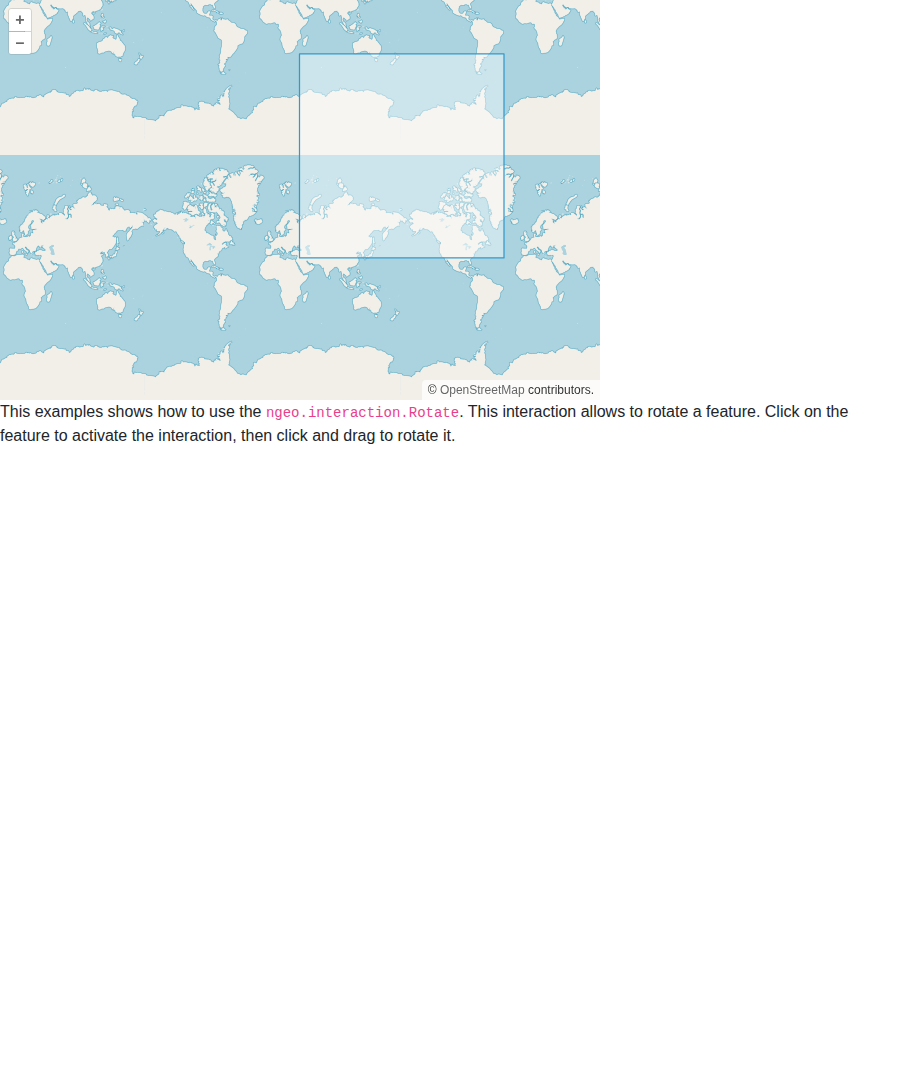 +
−
© OpenStreetMap contributors.
This examples shows how to use the ngeo.interaction.Rotate. This interaction allows to rotate a feature. Click on the
feature to activate the interaction, then click and drag to rotate it.